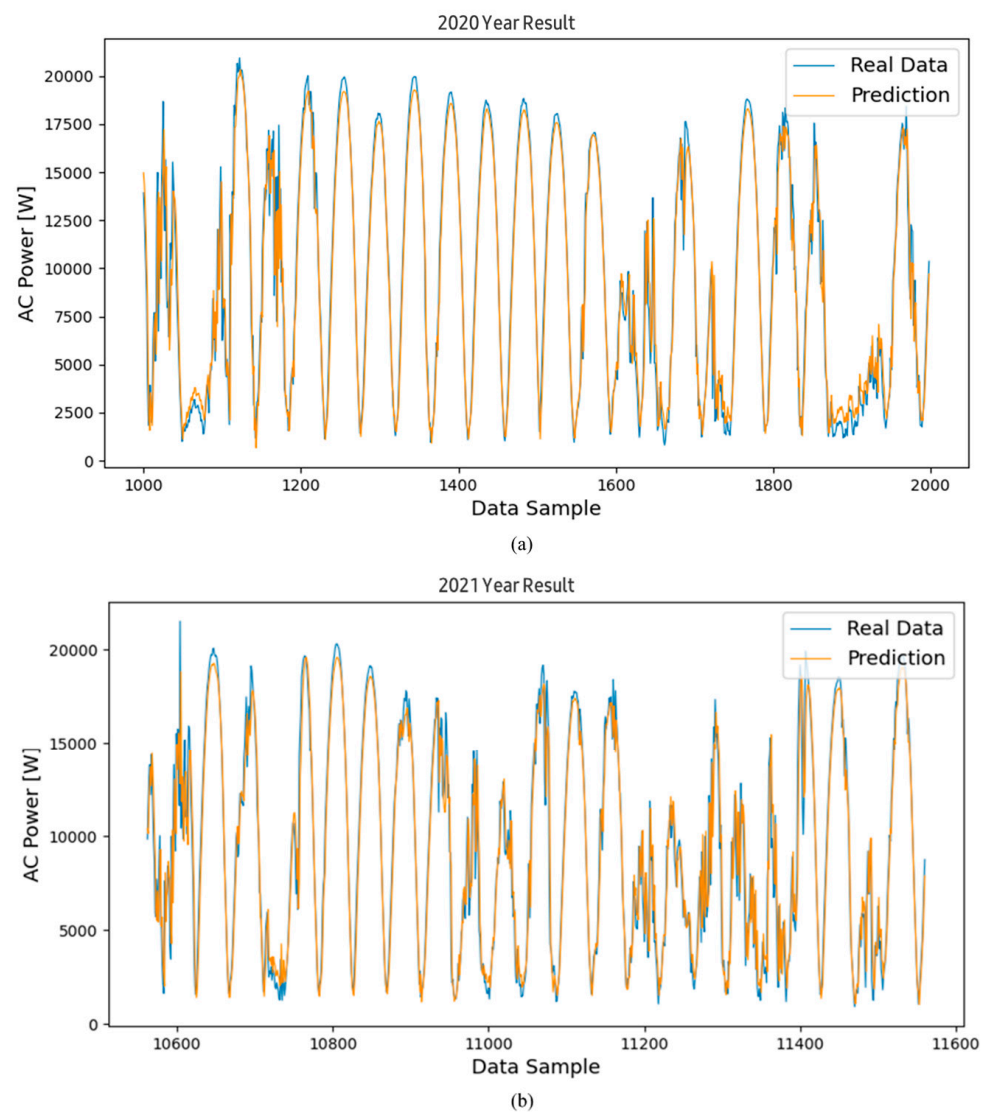 2020 Year Result
20000
17500
15000
12500
10000
7500
5000
2500
0
AC Power [W]
Real Data
Prediction
1000 1200 1400 1600 1800 2000
Data Sample
(a)
2021 Year Result
20000
15000
10000
5000
0
AC Power [W]
Real Data
Prediction
10600 10800 11000 11200 11400 11600
Data Sample
(b)